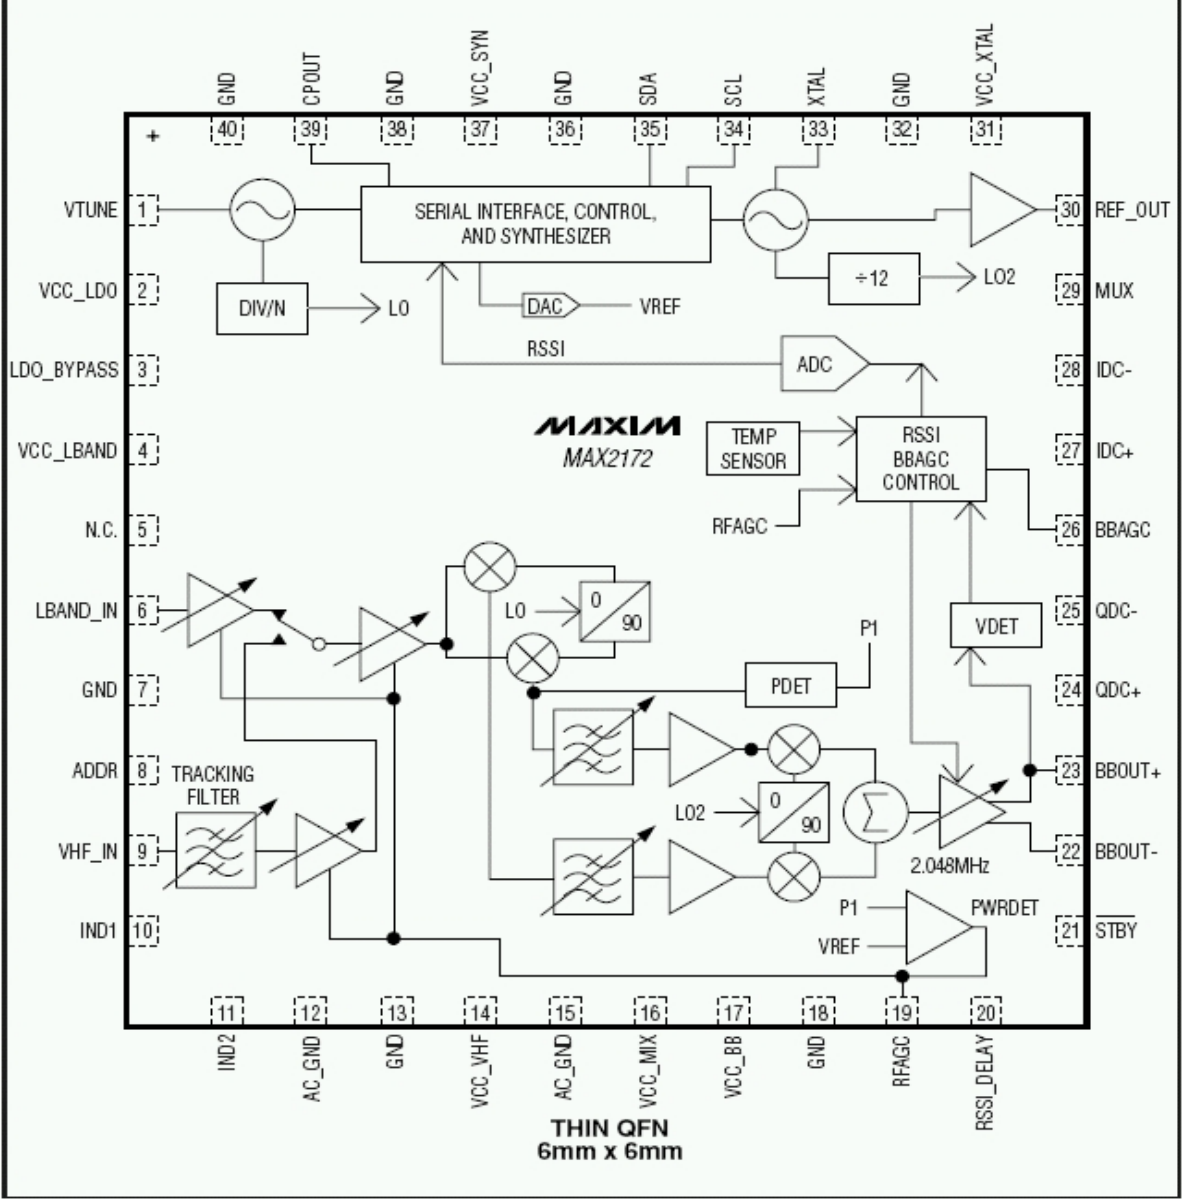 GND
CPOUT
GND
VCC_SYN
GND
SDA
SCL
XTAL
GND
VCC_XTAL
+
40
39
38
37
36
35
34
33
32
31
VTUNE
1
SERIAL INTERFACE, CONTROL,
AND SYNTHESIZER
30
REF_OUT
VCC_LDO
2
DIV/N
LO
DAC
VREF
÷12
LO2
29
MUX
LDO_BYPASS
3
RSSI
ADC
28
IDC-
VCC_LBAND
4
MAXIM
MAX2172
TEMP
SENSOR
RSSI
BBAGC
CONTROL
27
IDC+
N.C.
5
RFAGC
26
BBAGC
LBAND_IN
6
LO
0
90
P1
VDET
25
QDC-
GND
7
PDET
24
QDC+
ADDR
8
TRACKING
FILTER
LO2
0
90
Σ
23
BBOUT+
VHF_IN
9
2.048MHz
22
BBOUT-
IND1
10
P1
VREF
PWRDET
21
STBY
11
12
13
14
15
16
17
18
19
20
IND2
AC_GND
GND
VCC_VHF
AC_GND
VCC_MIX
VCC_BB
GND
RFAGC
RSSI_DELAY
THIN QFN
6mm x 6mm